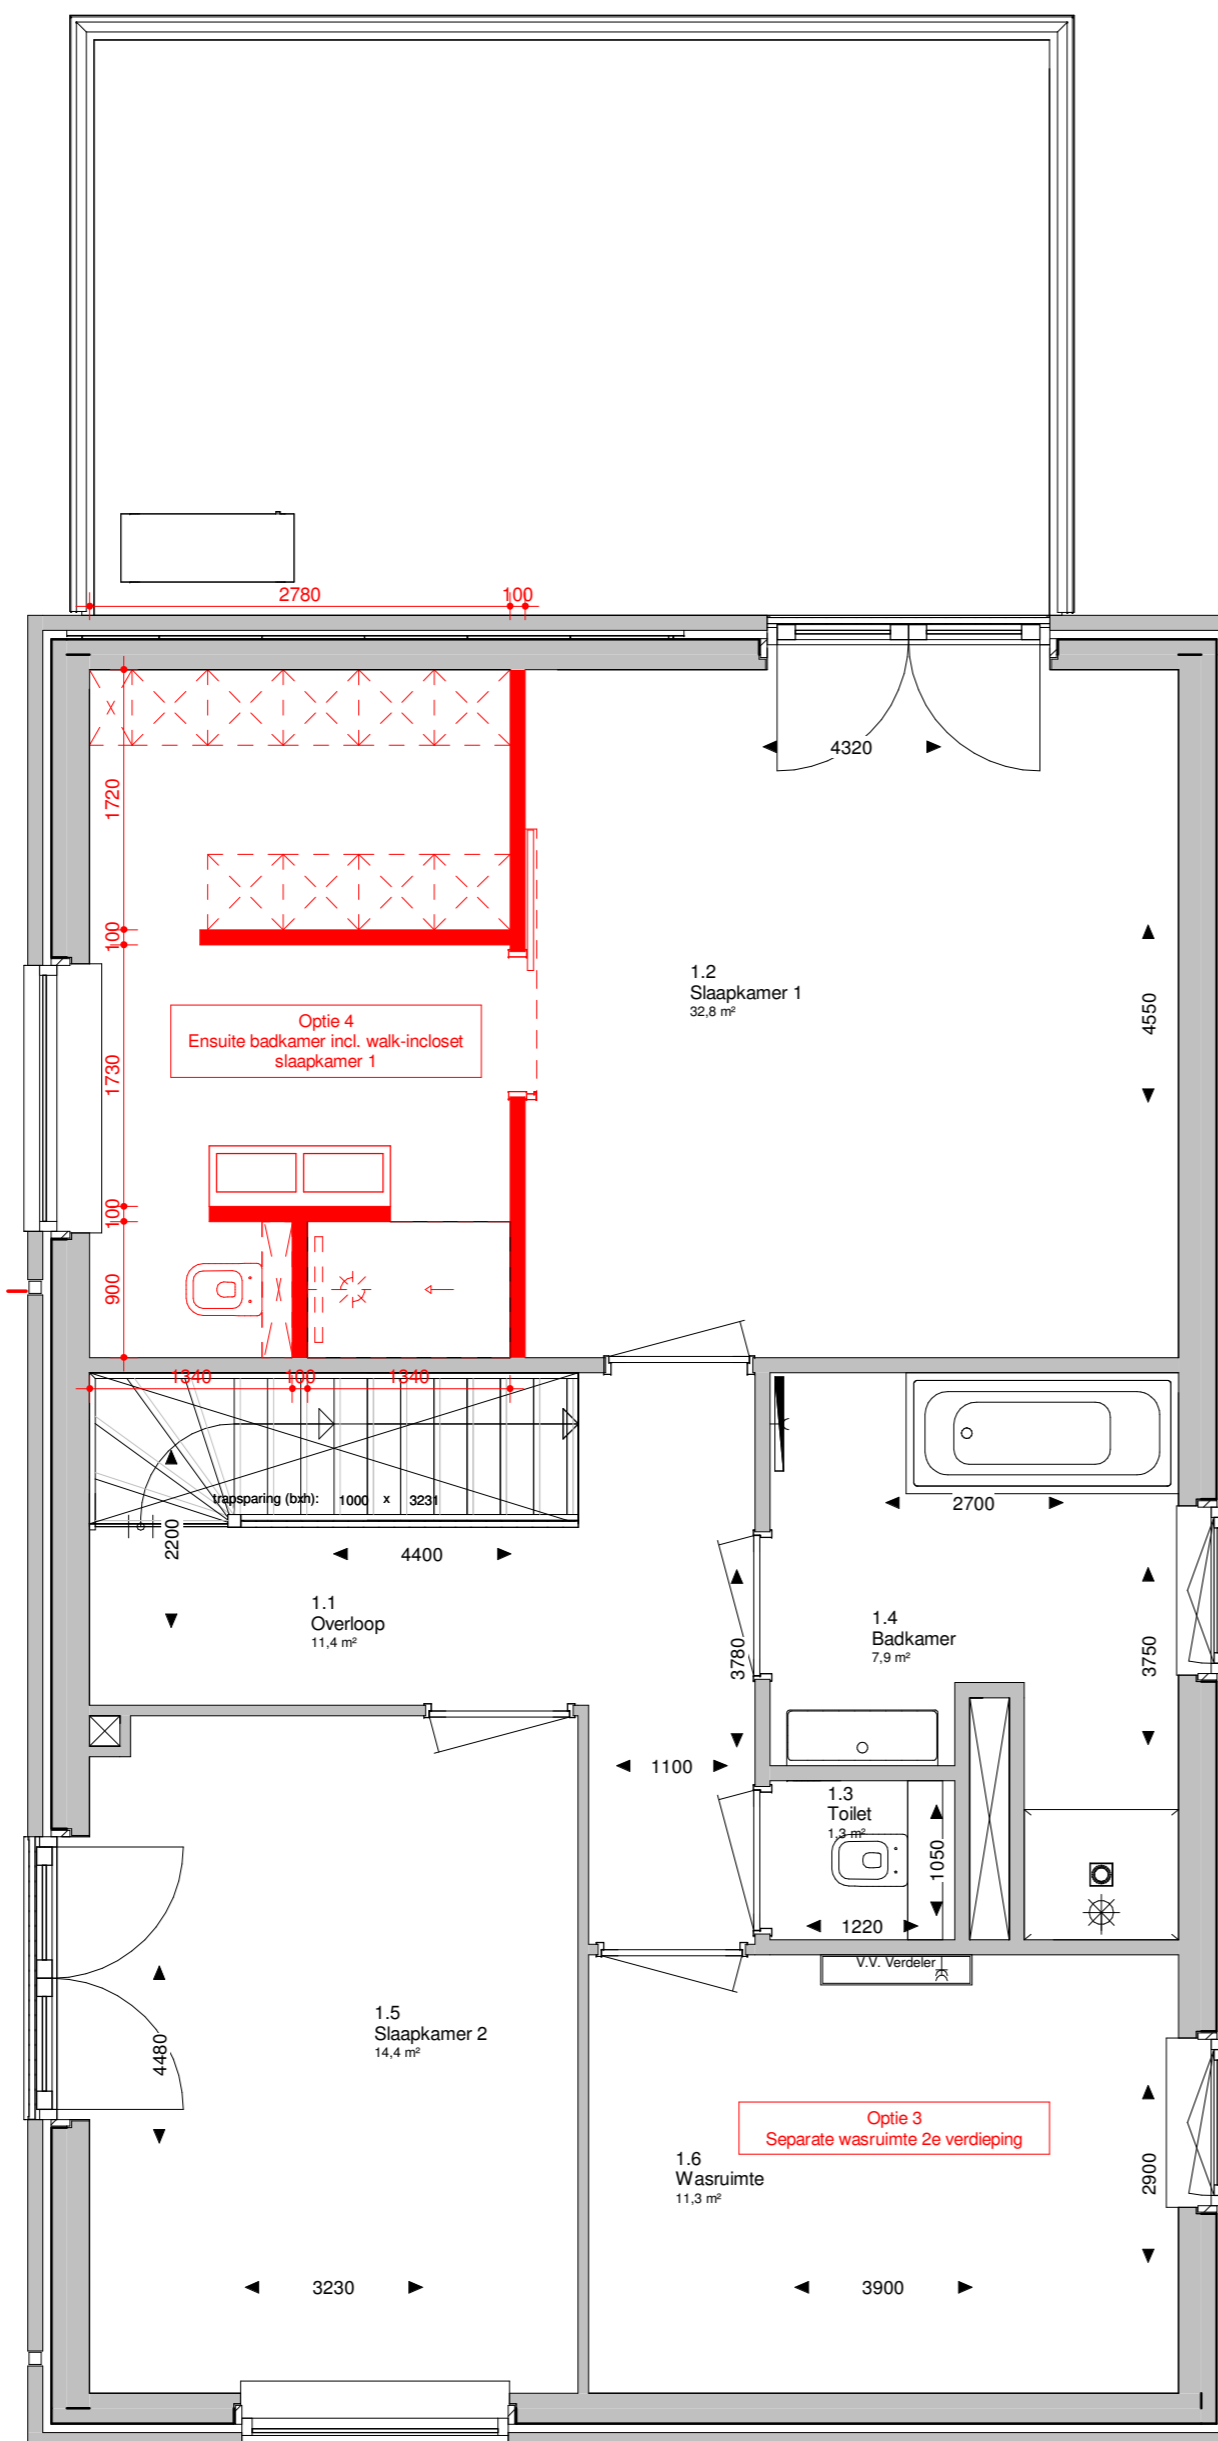 2780
100
4320
1720
100
1.2
Slaapkamer 1
32,8 m²
4550
Optie 4
Ensuite badkamer incl. walk-incloset
slaapkamer 1
1730
100
900
1340
100
1340
trapsparing (bxh): 1000 x 3231
2200
4400
2700
1.1
Overloop
11,4 m²
1.4
Badkamer
7,9 m²
3780
3750
1100
1.3
Toilet
1,3 m²
1050
1220
V.V. Verdeler
1.5
Slaapkamer 2
14,4 m²
4480
Optie 3
Separate wasruimte 2e verdieping
1.6
Wasruimte
11,3 m²
2900
3230
3900